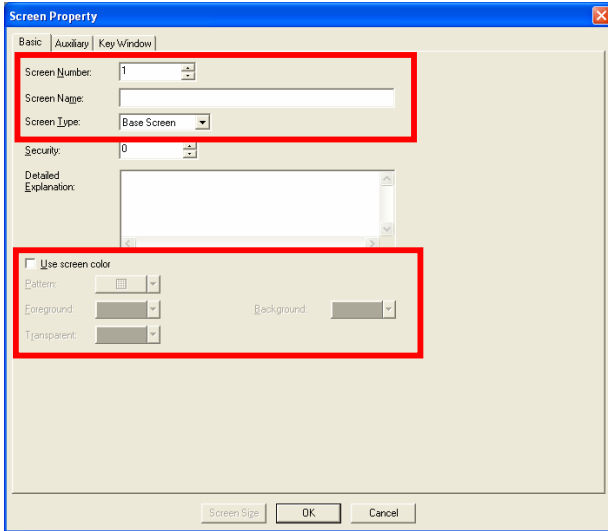 Screen Property
Basic Auxiliary Key Window
Screen Number: 1
Screen Name:
Screen Type: Base Screen
Security: 0
Detailed
Explanation:
Use screen color
Pattern:
Foreground: Background:
Transparent:
Screen Size OK Cancel